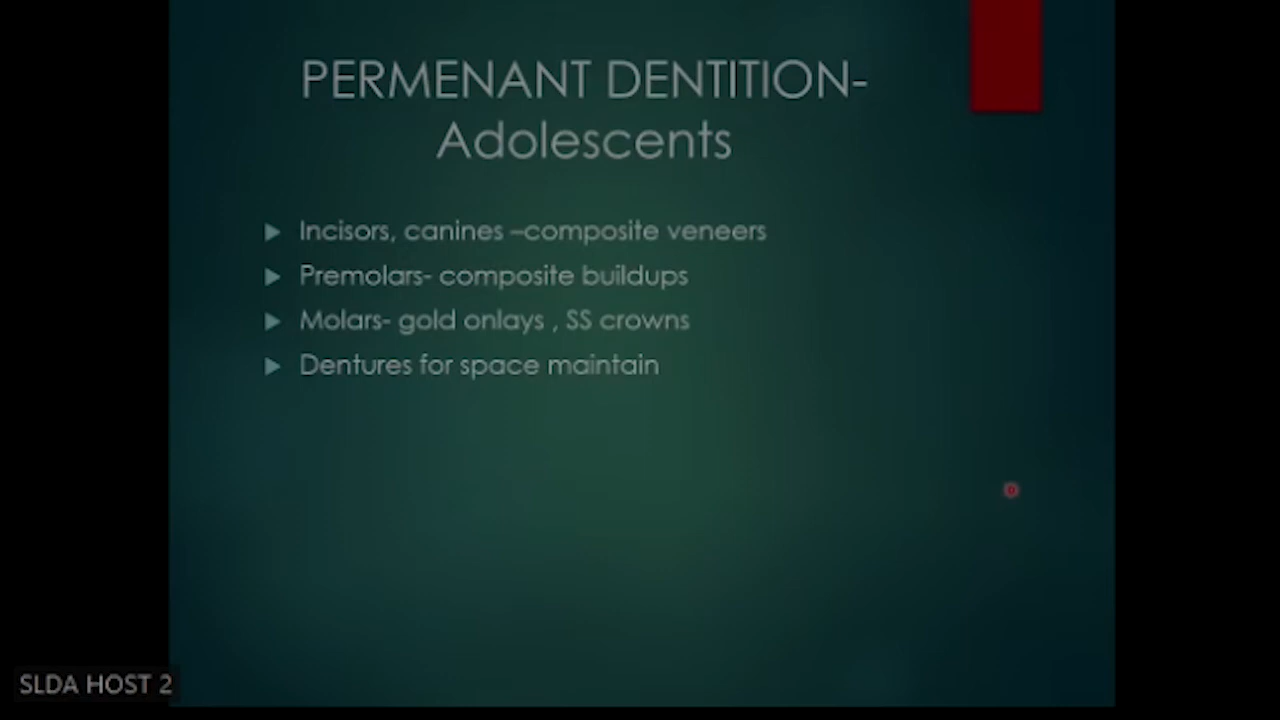 PERMENANT DENTITION-
Adolescents
Incisors, canines –composite veneers
Premolars- composite buildups
Molars- gold onlays , SS crowns
Dentures for space maintain
SLDA HOST 2